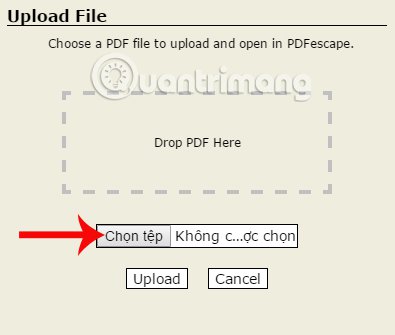 Upload File
Choose a PDF file to upload and open in PDFescape.
Quantrimang
Drop PDF Here
Chọn tệp Không c...ợc chọn
Upload Cancel